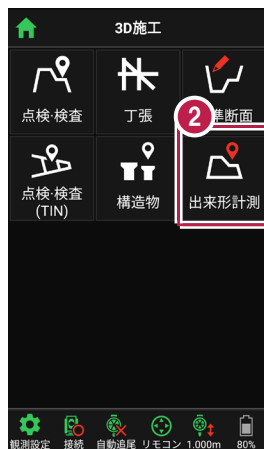 3D施工
点検・検査
丁張
準断面
2
点検・検査
(TIN)
構造物
出来形計測
観測設定
接続
自動追尾
リモコン
1.000m
80%